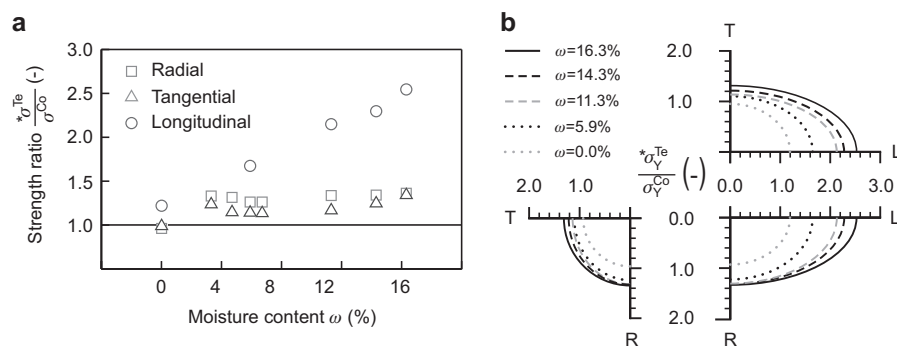 a
Strength ratio *σ^Te / σ^Co (-)
3.0
2.5
2.0
1.5
1.0
Radial
Tangential
Longitudinal
0 4 8 12 16
Moisture content ω (%)
b
ω=16.3%
ω=14.3%
ω=11.3%
ω=5.9%
ω=0.0%
*σ_Y^Te / σ_Y^Co (-)
T
2.0
1.0
L
0.0 1.0 2.0 3.0
2.0 1.0
T
R
0.0
1.0
2.0
L
R